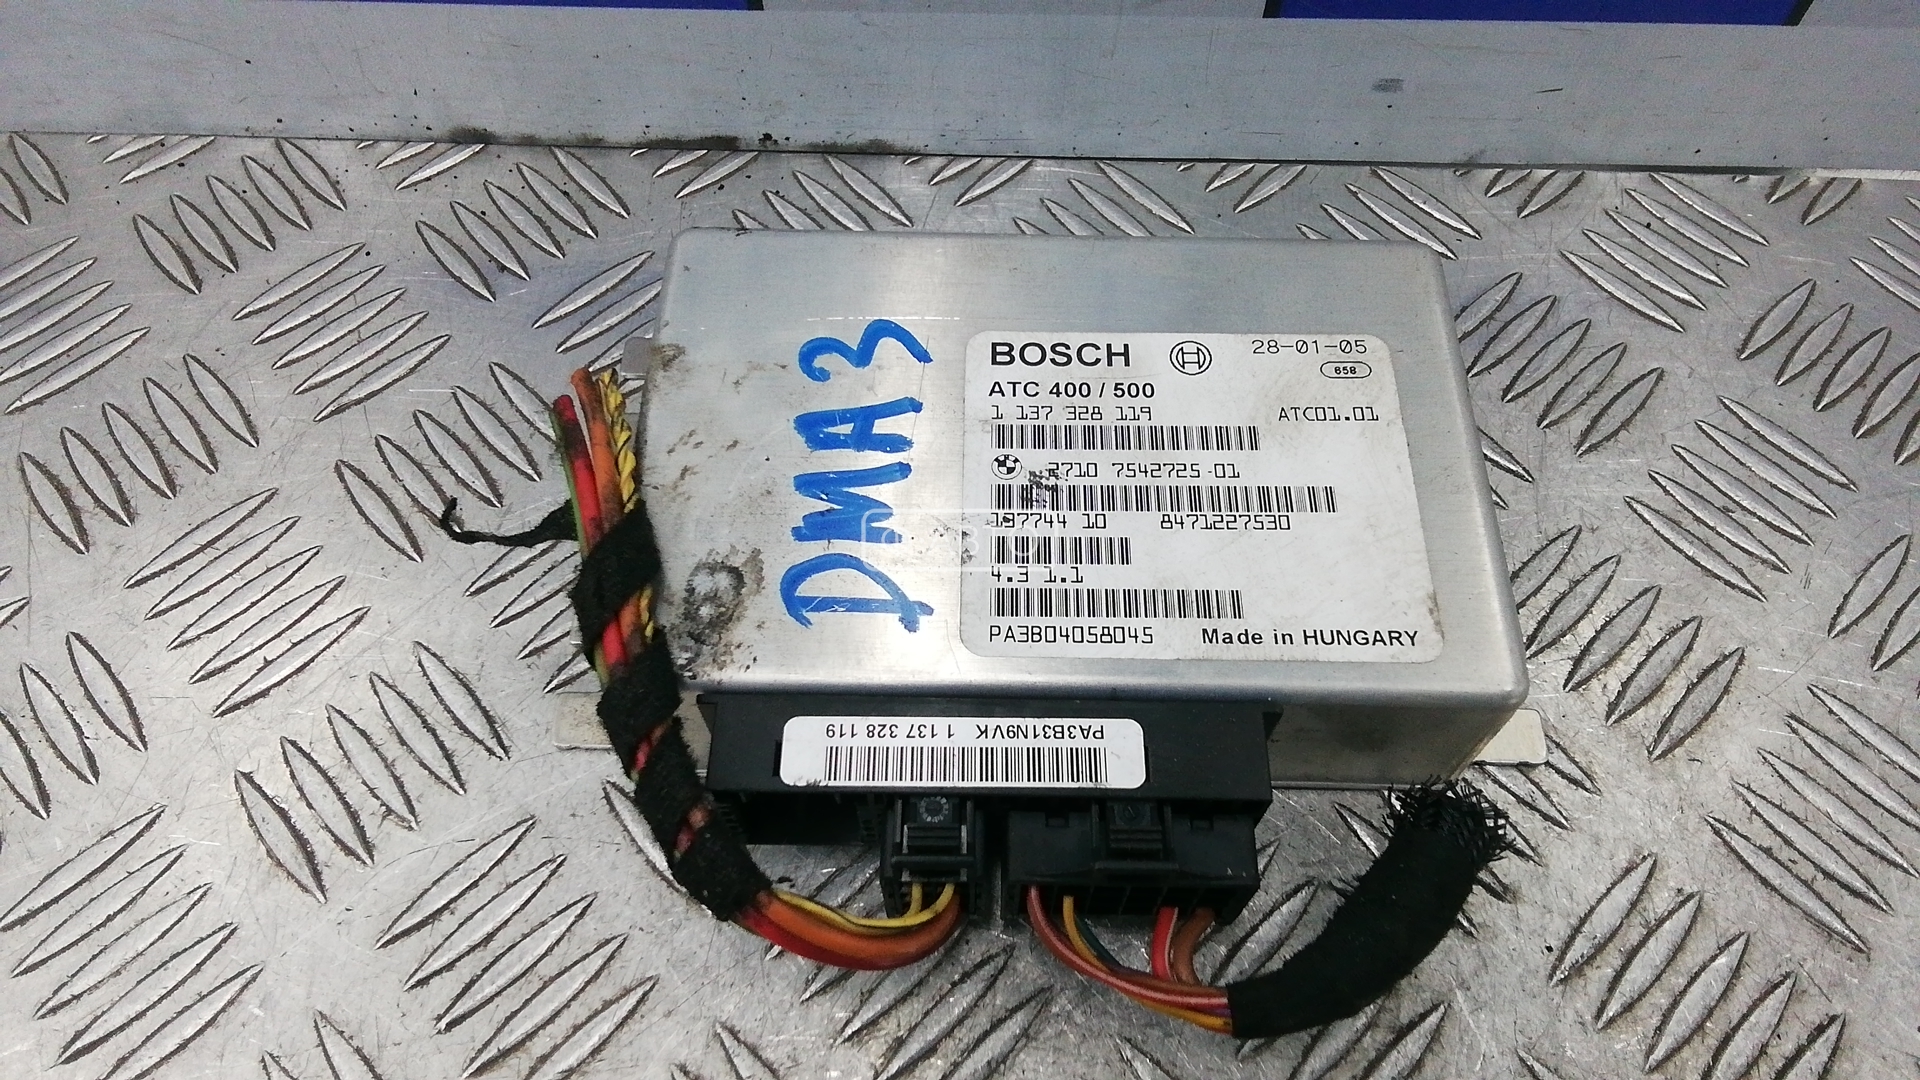 DMA3
BOSCH 28-01-05
658
ATC 400 / 500
1 137 328 119 ATC01.01
2710 7542725-01
197744 10 8471227530
4.3 1.1
PA3B04058045 Made in HUNGARY
PA3B31N9VK 1 137 328 119